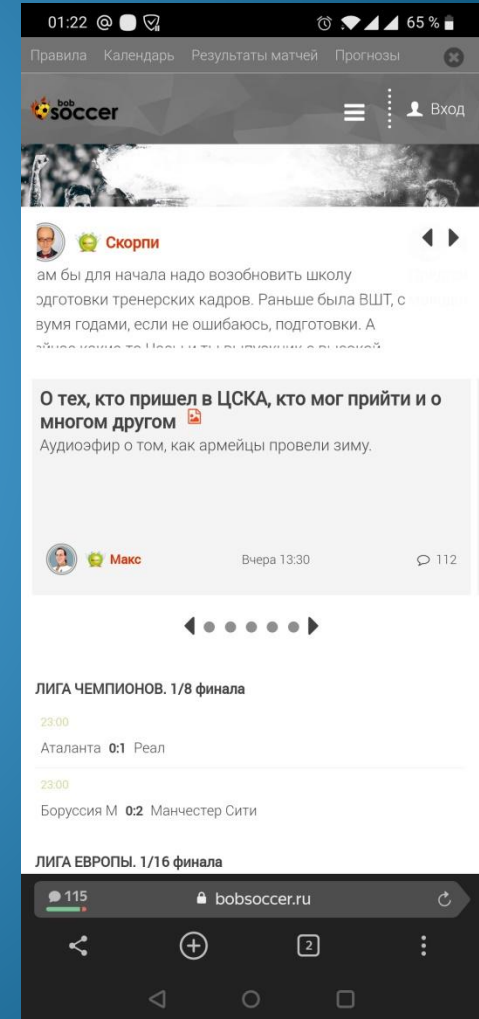 01:22 @ 65 %
Правила Календарь Результаты матчей Прогнозы
bob
soccer Вход
Скорпи
ам бы для начала надо возобновить школу
одготовки тренерских кадров. Раньше была ВШТ, с
вумя годами, если не ошибаюсь, подготовки. А
О тех, кто пришел в ЦСКА, кто мог прийти и о
многом другом
Аудиоэфир о том, как армейцы провели зиму.
Макс Вчера 13:30 112
ЛИГА ЧЕМПИОНОВ. 1/8 финала
23:00
Аталанта 0:1 Реал
23:00
Боруссия М 0:2 Манчестер Сити
ЛИГА ЕВРОПЫ. 1/16 финала
115 bobsoccer.ru
2